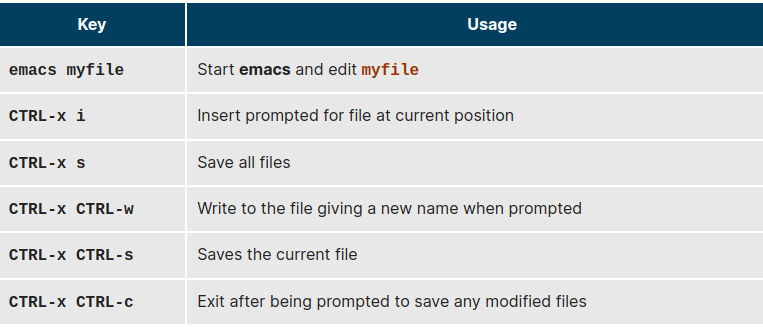 Key Usage
emacs myfile Start emacs and edit myfile
CTRL-x i Insert prompted for file at current position
CTRL-x s Save all files
CTRL-x CTRL-w Write to the file giving a new name when prompted
CTRL-x CTRL-s Saves the current file
CTRL-x CTRL-c Exit after being prompted to save any modified files